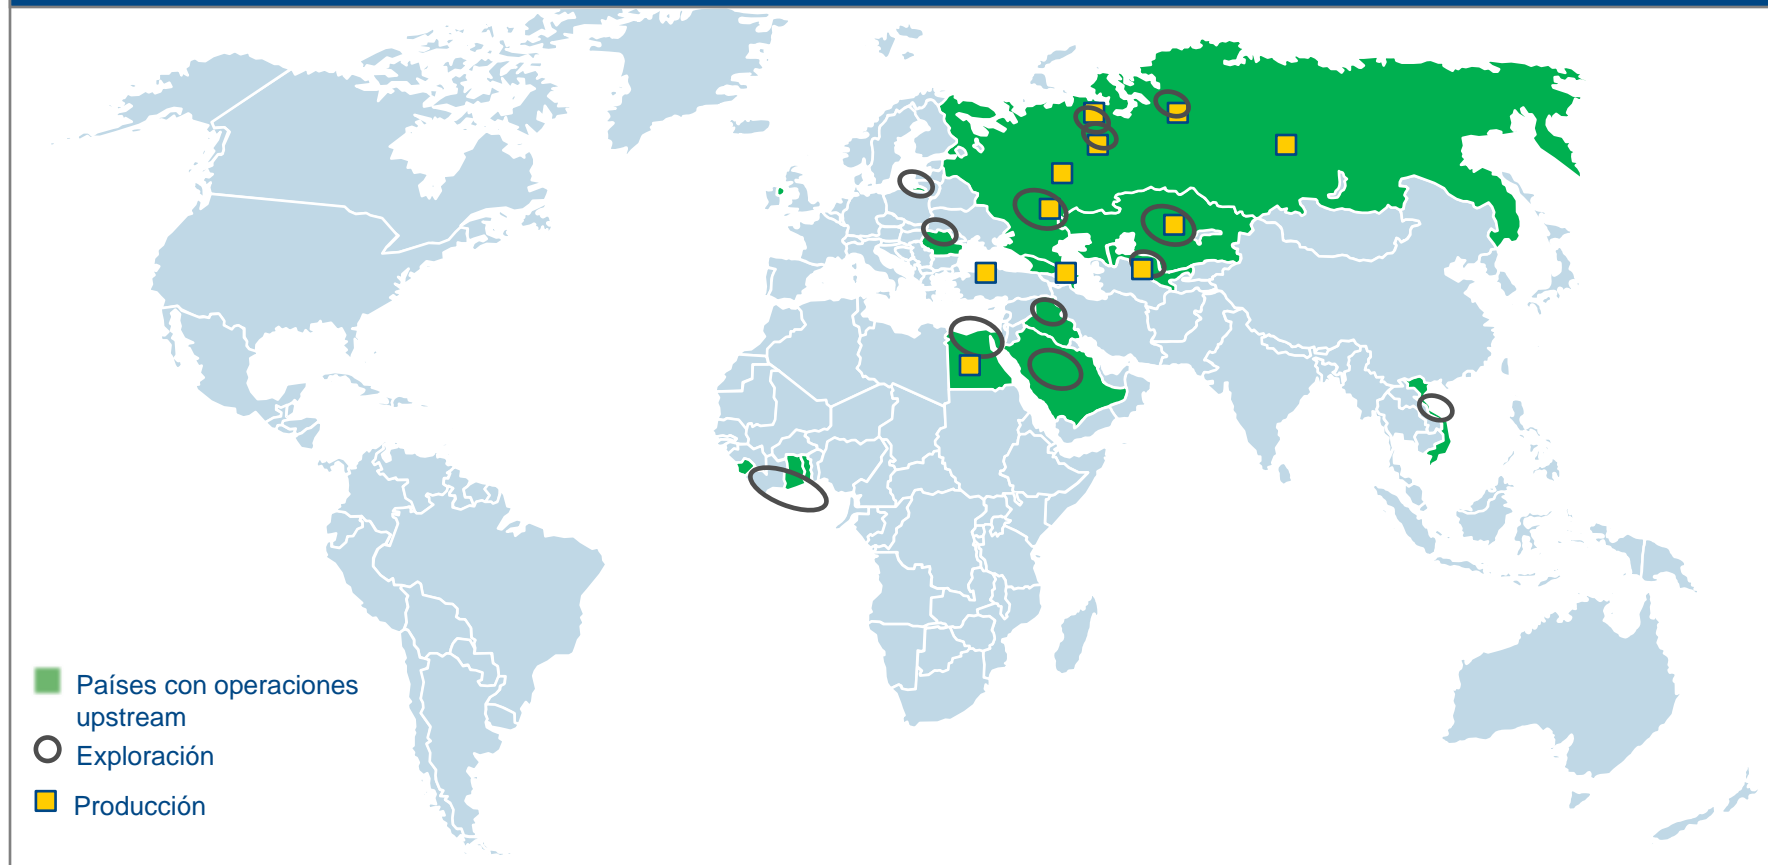 Países con operaciones
upstream
Exploración
Producción